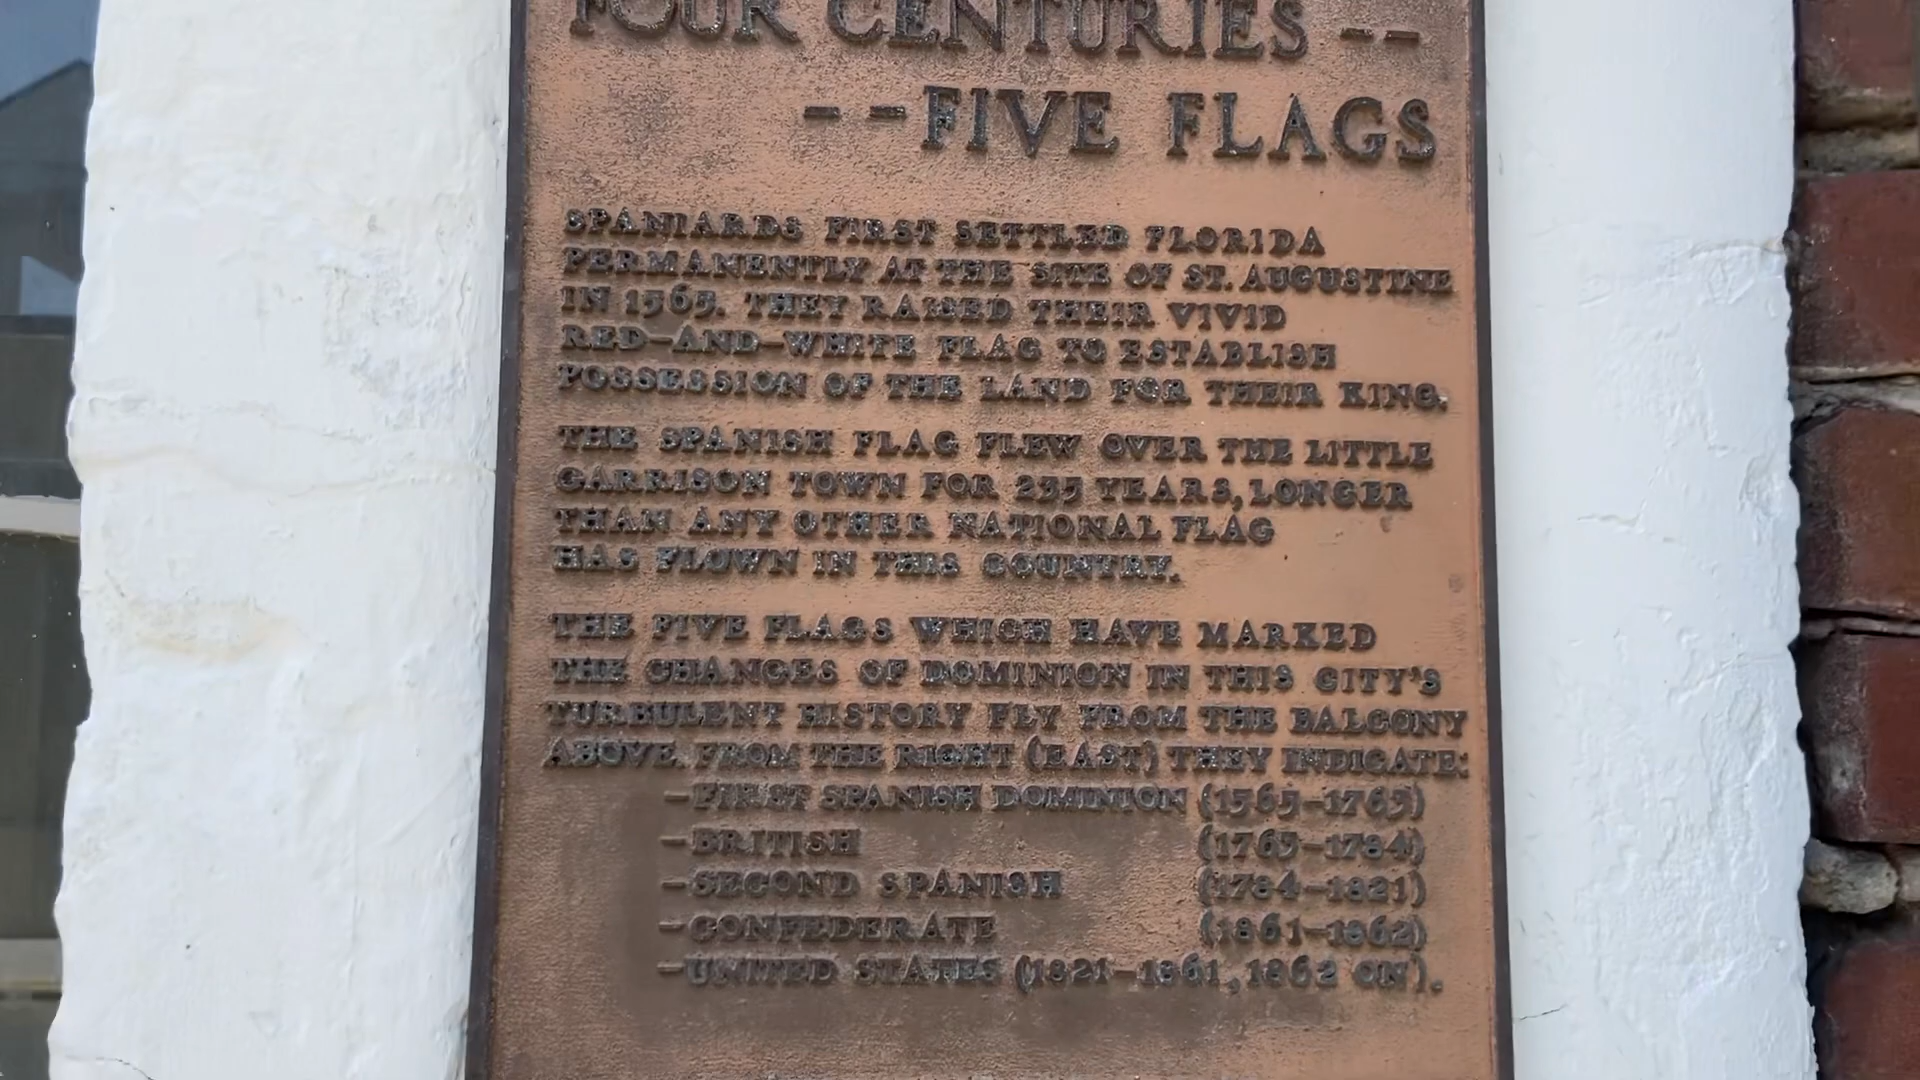 FOUR CENTURIES --
--FIVE FLAGS
SPANIARDS FIRST SETTLED FLORIDA
PERMANENTLY AT THE SITE OF ST. AUGUSTINE
IN 1565. THEY RAISED THEIR VIVID
RED-AND-WHITE FLAG TO ESTABLISH
POSSESSION OF THE LAND FOR THEIR KING.
THE SPANISH FLAG FLEW OVER THE LITTLE
GARRISON TOWN FOR 235 YEARS, LONGER
THAN ANY OTHER NATIONAL FLAG
HAS FLOWN IN THIS COUNTRY.
THE FIVE FLAGS WHICH HAVE MARKED
THE CHANGES OF DOMINION IN THIS CITY'S
TURBULENT HISTORY FLY FROM THE BALCONY
ABOVE. FROM THE RIGHT (EAST) THEY INDICATE:
-FIRST SPANISH DOMINION (1565-1763)
-BRITISH (1763-1784)
-SECOND SPANISH (1784-1821)
-CONFEDERATE (1861-1862)
-UNITED STATES (1821-1861, 1862 ON).